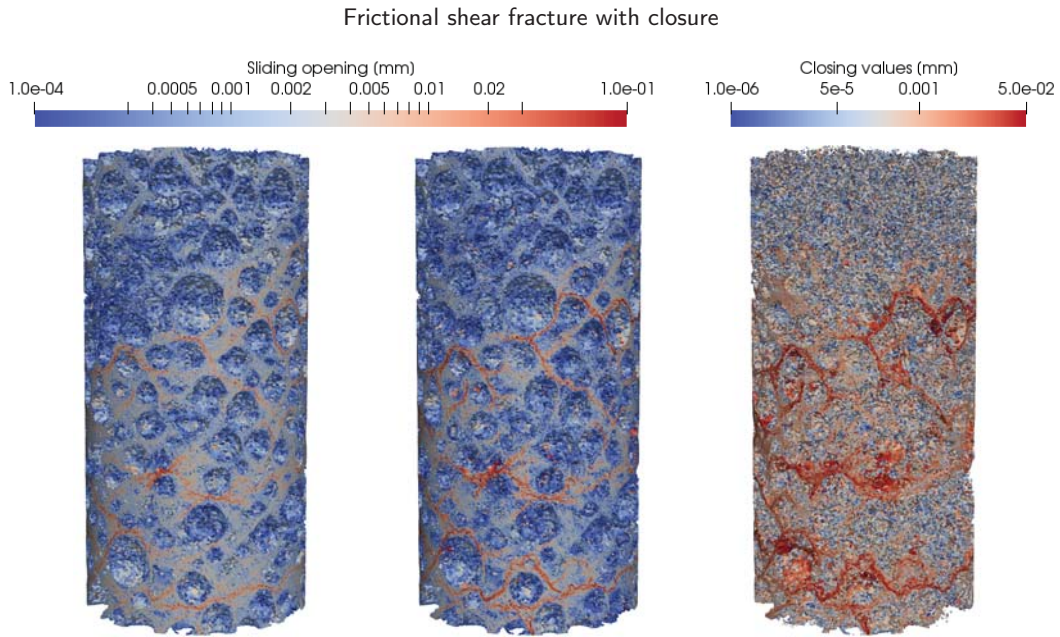 Frictional shear fracture with closure
Sliding opening (mm)
1.0e-04 0.0005 0.001 0.002 0.005 0.01 0.02 1.0e-01
Closing values (mm)
1.0e-06 5e-5 0.001 5.0e-02